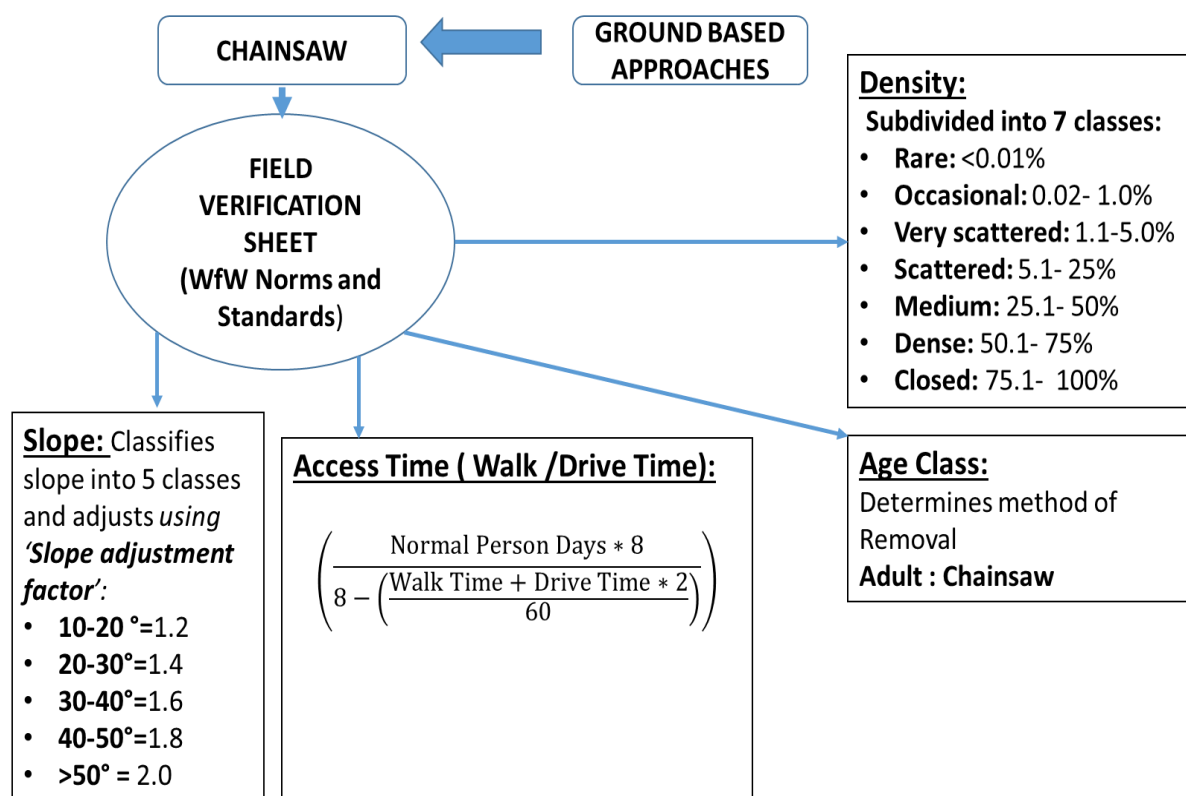 CHAINSAW
GROUND BASED
APPROACHES
FIELD
VERIFICATION
SHEET
(WfW Norms and
Standards)
Density:
Subdivided into 7 classes:
• Rare: <0.01%
• Occasional: 0.02- 1.0%
• Very scattered: 1.1-5.0%
• Scattered: 5.1- 25%
• Medium: 25.1- 50%
• Dense: 50.1- 75%
• Closed: 75.1- 100%
Slope: Classifies
slope into 5 classes
and adjusts using
‘Slope adjustment
factor’:
• 10-20 °=1.2
• 20-30°=1.4
• 30-40°=1.6
• 40-50°=1.8
• >50° = 2.0
Access Time ( Walk /Drive Time):
Normal Person Days * 8
8 − (Walk Time + Drive Time * 2
60)
Age Class:
Determines method of
Removal
Adult : Chainsaw